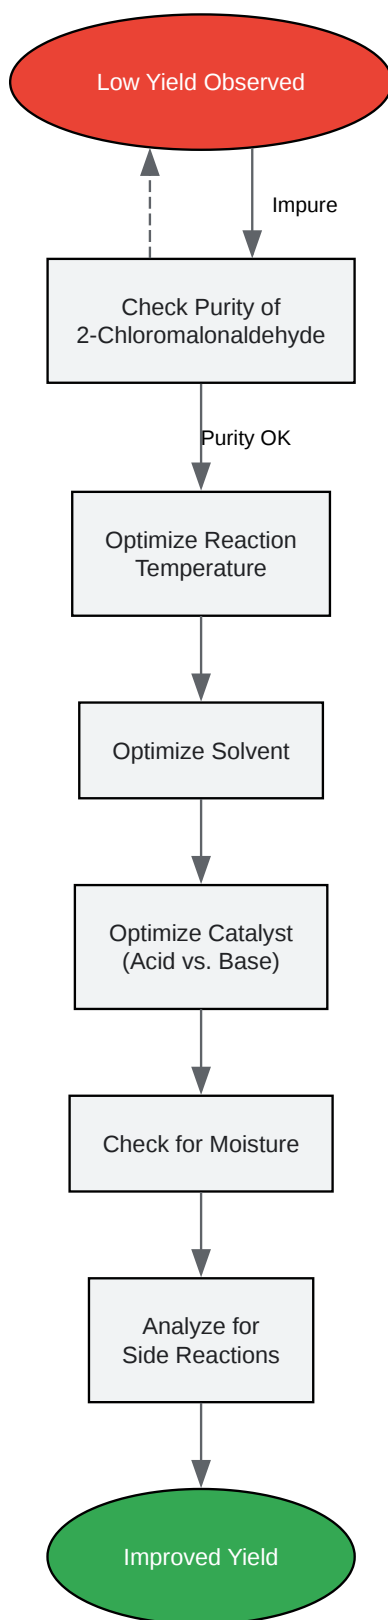 Low Yield Observed
Impure
Check Purity of
2-Chloromalonaldehyde
Purity OK
Optimize Reaction
Temperature
Optimize Solvent
Optimize Catalyst
(Acid vs. Base)
Check for Moisture
Analyze for
Side Reactions
Improved Yield